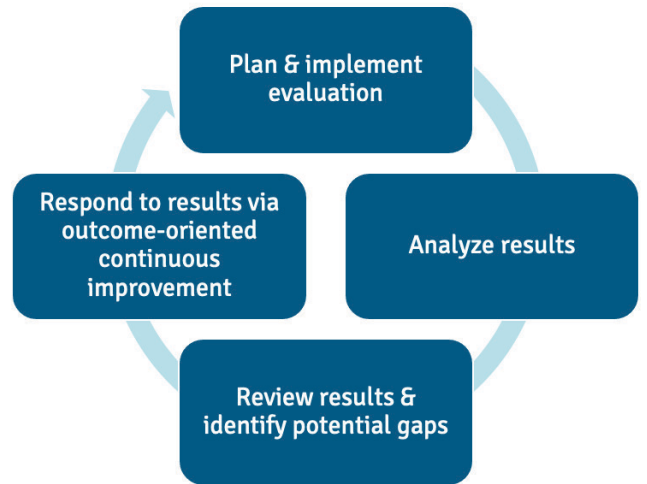 Plan & implement
evaluation
Analyze results
Review results &
identify potential gaps
Respond to results via
outcome-oriented
continuous
improvement